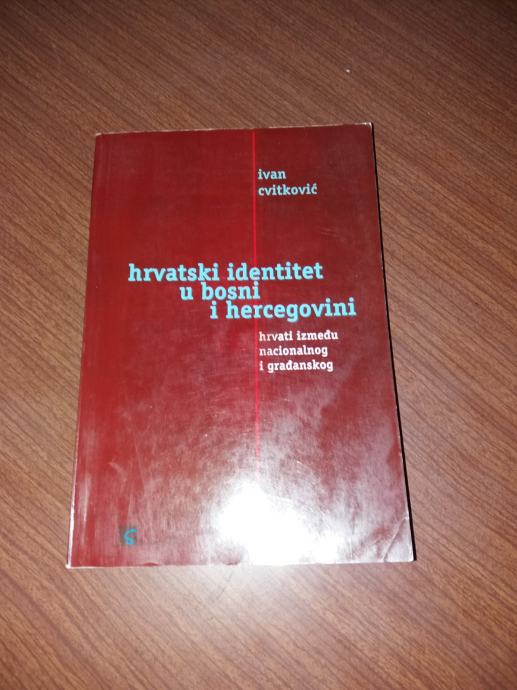 ivan
cvitković
hrvatski identitet
u bosni
i hercegovini
hrvati između
nacionalnog
i građanskog